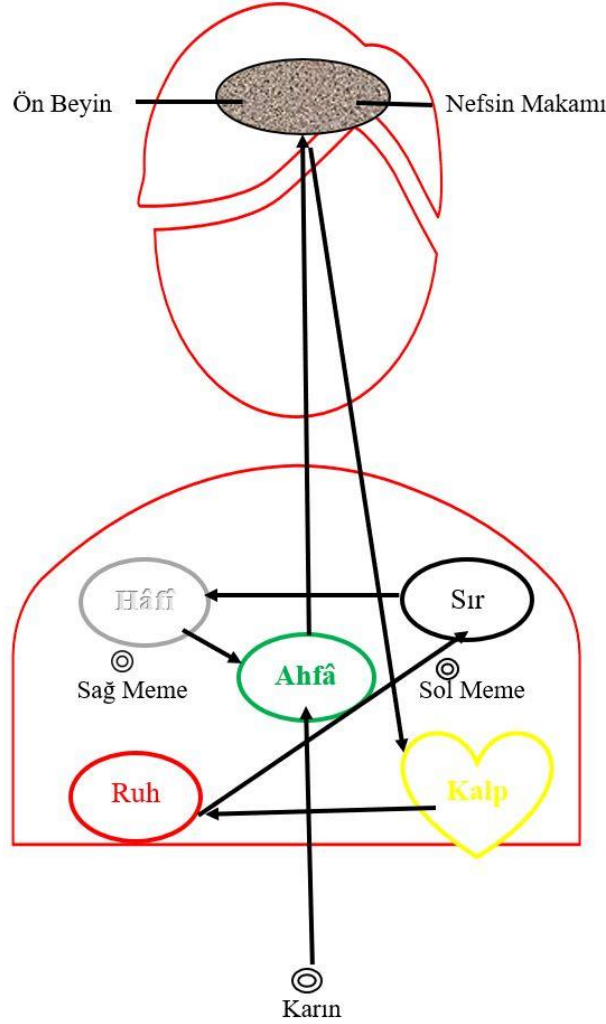 Ön Beyin
Nefsin Makamı
Hâfî
Sır
Sağ Meme
Ahfâ
Sol Meme
Ruh
Kalp
Karın